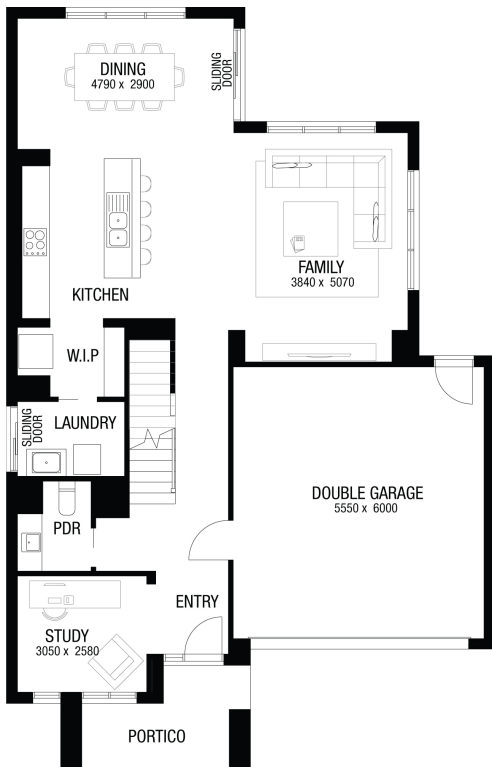 DINING
4790 x 2900
SLIDING
DOOR
FAMILY
3840 x 5070
KITCHEN
W.I.P
SLIDING
DOOR
LAUNDRY
DOUBLE GARAGE
5550 x 6000
PDR
ENTRY
STUDY
3050 x 2580
PORTICO